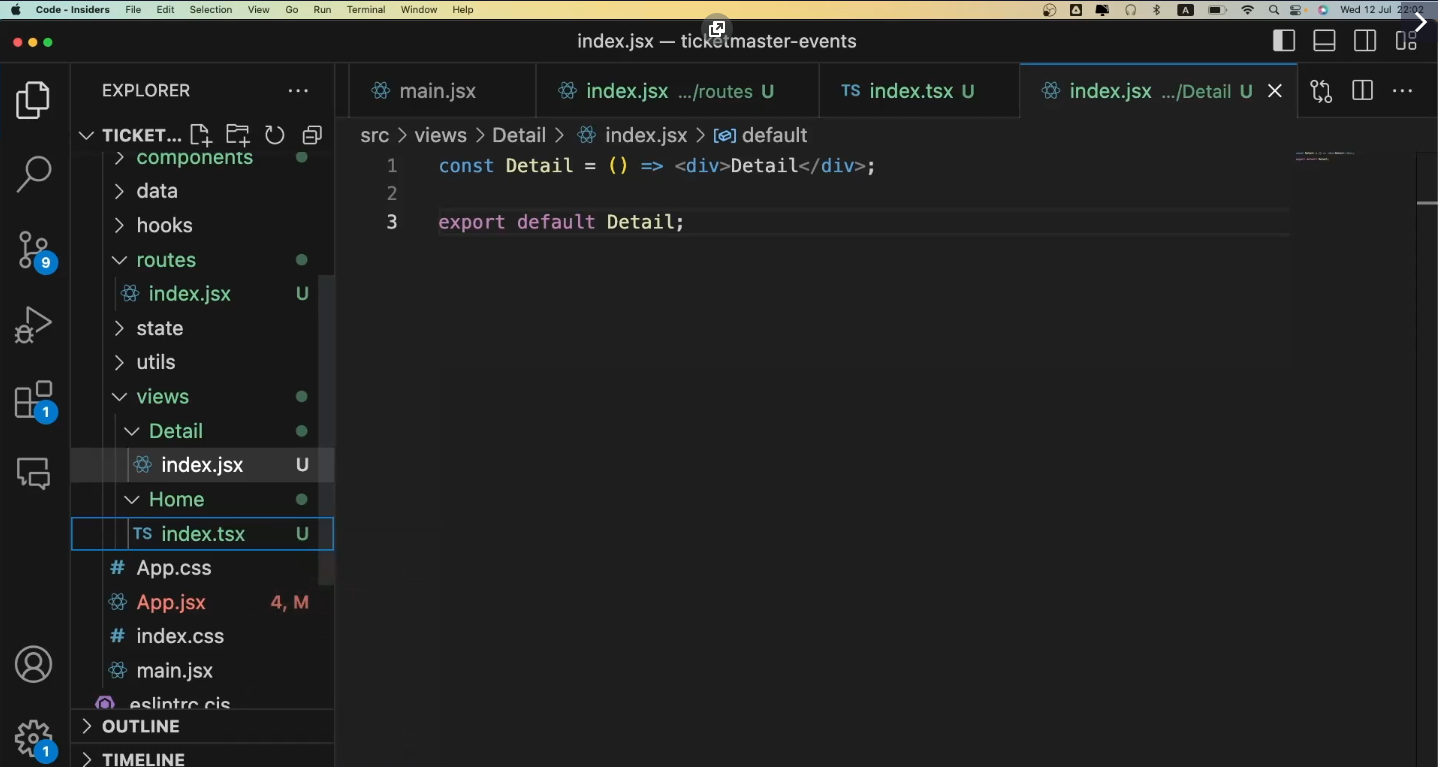 Code - Insiders File Edit Selection View Go Run Terminal Window Help A Wed 12 Jul 22:02
index.jsx — ticketmaster-events
EXPLORER
main.jsx
index.jsx .../routes U
TS index.tsx U
index.jsx .../Detail U
TICKET...
src > views > Detail > index.jsx > default
components
data
hooks
routes
index.jsx U
state
utils
views
Detail
index.jsx U
Home
TS index.tsx U
# App.css
App.jsx 4, M
# index.css
main.jsx
eslintrc.cjs
OUTLINE
TIMELINE
9
1
1
1 const Detail = () => <div>Detail</div>;
2
3 export default Detail;